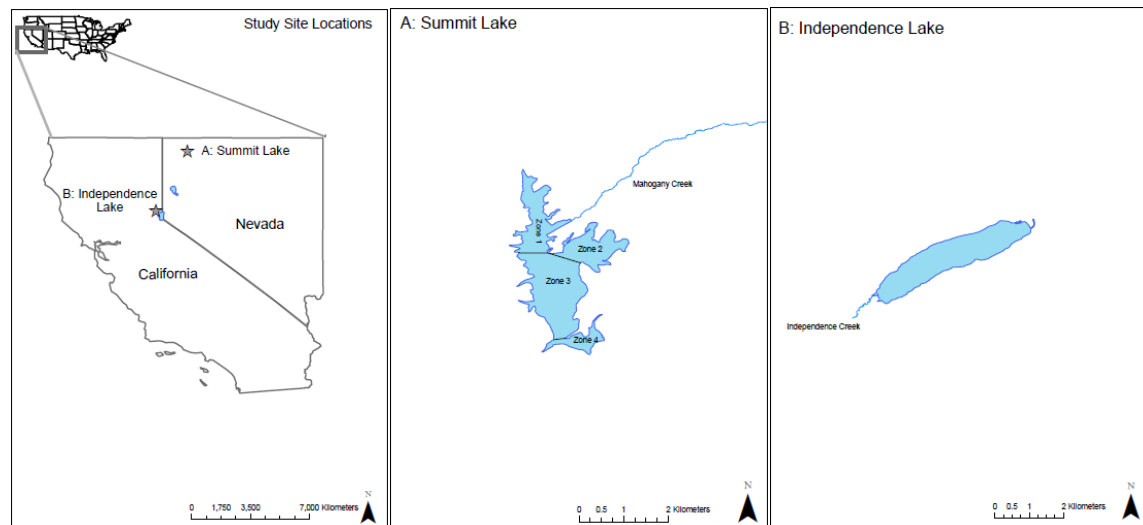 Study Site Locations
A: Summit Lake
B: Independence
Lake
Nevada
California
N
0 1,750 3,500 7,000 Kilometers
A: Summit Lake
Mahogany Creek
Zone 1
Zone 2
Zone 3
Zone 4
N
0 0.5 1 2 Kilometers
B: Independence Lake
Independence Creek
N
0 0.5 1 2 Kilometers